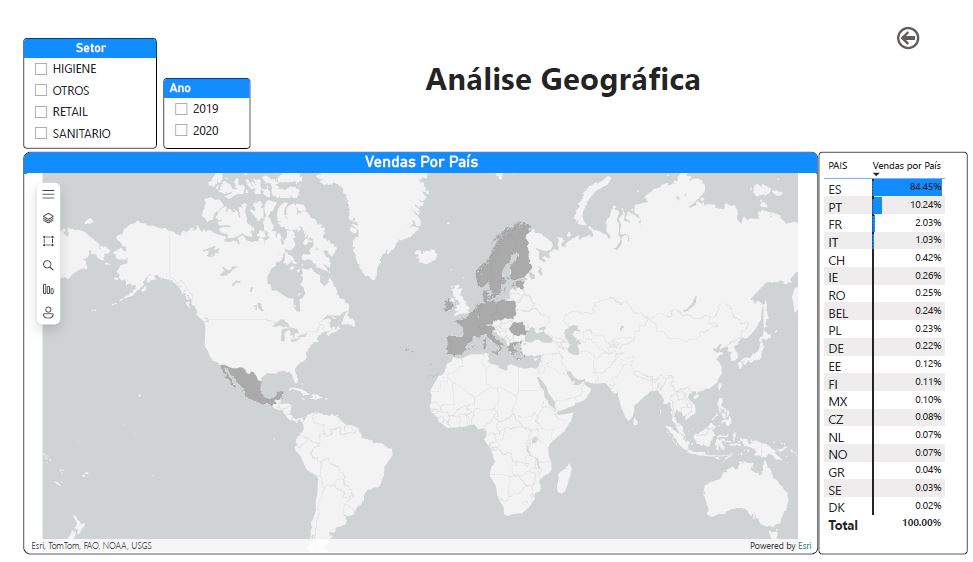 Setor
HIGIENE
OTROS
RETAIL
SANITARIO
Ano
2019
2020
Análise Geográfica
Vendas Por País
Esri, TomTom, FAO, NOAA, USGS
Powered by Esri
PAIS Vendas por País
ES 84.45%
PT 10.24%
FR 2.03%
IT 1.03%
CH 0.42%
IE 0.26%
RO 0.25%
BEL 0.24%
PL 0.23%
DE 0.22%
EE 0.12%
FI 0.11%
MX 0.10%
CZ 0.08%
NL 0.07%
NO 0.07%
GR 0.04%
SE 0.03%
DK 0.02%
Total 100.00%